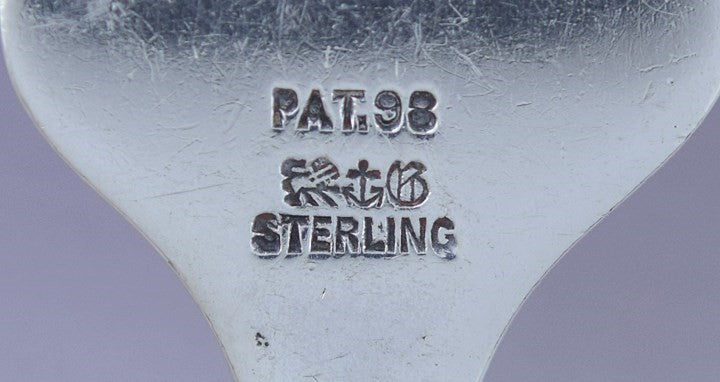 PAT. 98
G
STERLING